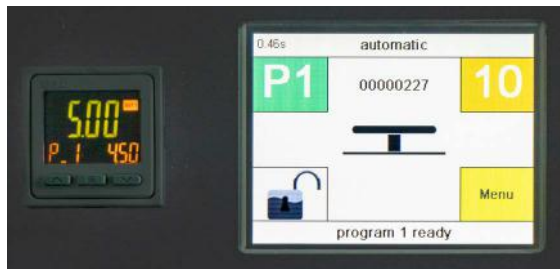 5.00
P_1 450
0.46s automatic
P1 00000227 10
Menu
program 1 ready